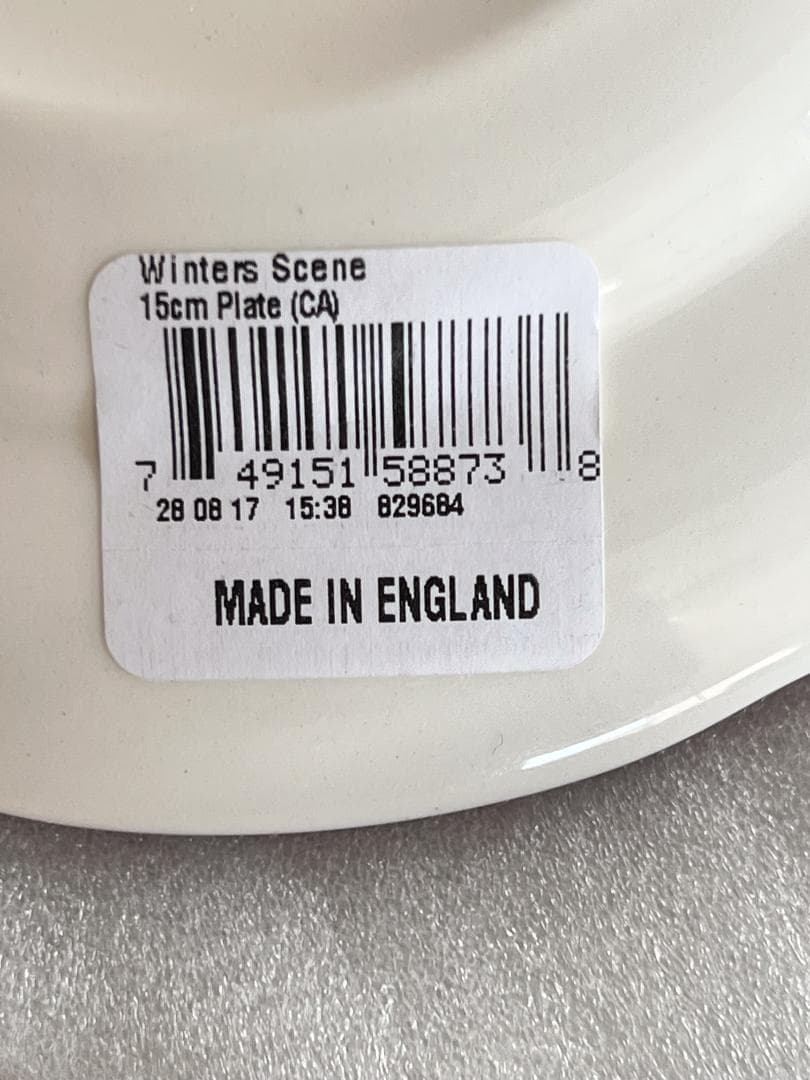 Winters Scene
15cm Plate (CA)
7 49151 58873 8
28 08 17 15:38 829684
MADE IN ENGLAND